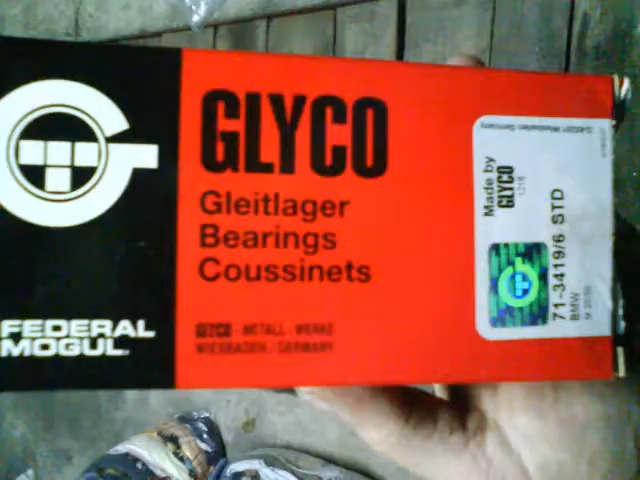 GLYCO
Gleitlager
Bearings
Coussinets
FEDERAL
MOGUL
GLYCO - METALL - WERKE
WIESBADEN / GERMANY
Made by
GLYCO
1218
71-3419/6 STD
BMW